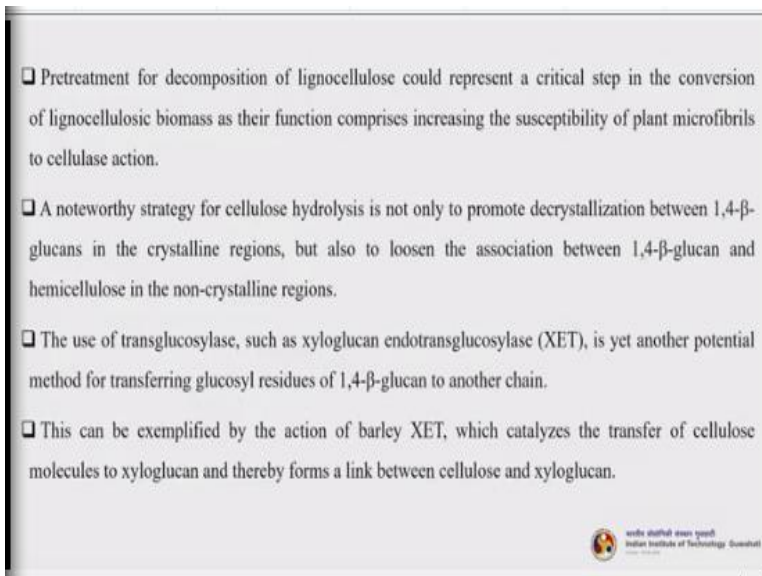 ❑ Pretreatment for decomposition of lignocellulose could represent a critical step in the conversion
of lignocellulosic biomass as their function comprises increasing the susceptibility of plant microfibrils
to cellulase action.
❑ A noteworthy strategy for cellulose hydrolysis is not only to promote decrystallization between 1,4-β-
glucans in the crystalline regions, but also to loosen the association between 1,4-β-glucan and
hemicellulose in the non-crystalline regions.
❑ The use of transglucosylase, such as xyloglucan endotransglucosylase (XET), is yet another potential
method for transferring glucosyl residues of 1,4-β-glucan to another chain.
❑ This can be exemplified by the action of barley XET, which catalyzes the transfer of cellulose
molecules to xyloglucan and thereby forms a link between cellulose and xyloglucan.
Indian Institute of Technology Guwahati